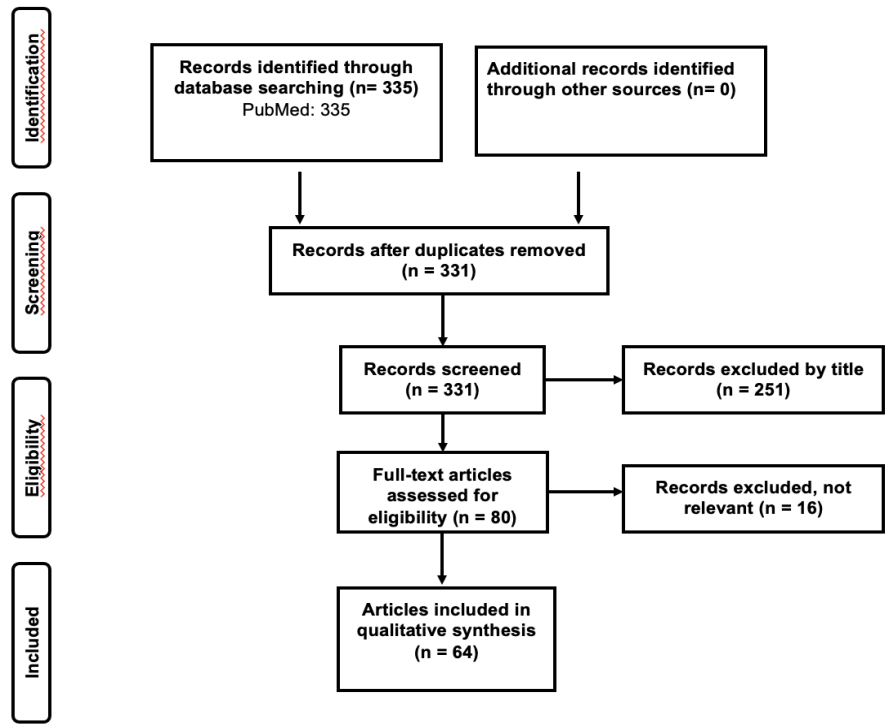 Identification
Records identified through
database searching (n= 335)
PubMed: 335
Additional records identified
through other sources (n= 0)
Screening
Records after duplicates removed
(n = 331)
Records screened
(n = 331)
Records excluded by title
(n = 251)
Eligibility
Full-text articles
assessed for
eligibility (n = 80)
Records excluded, not
relevant (n = 16)
Included
Articles included in
qualitative synthesis
(n = 64)